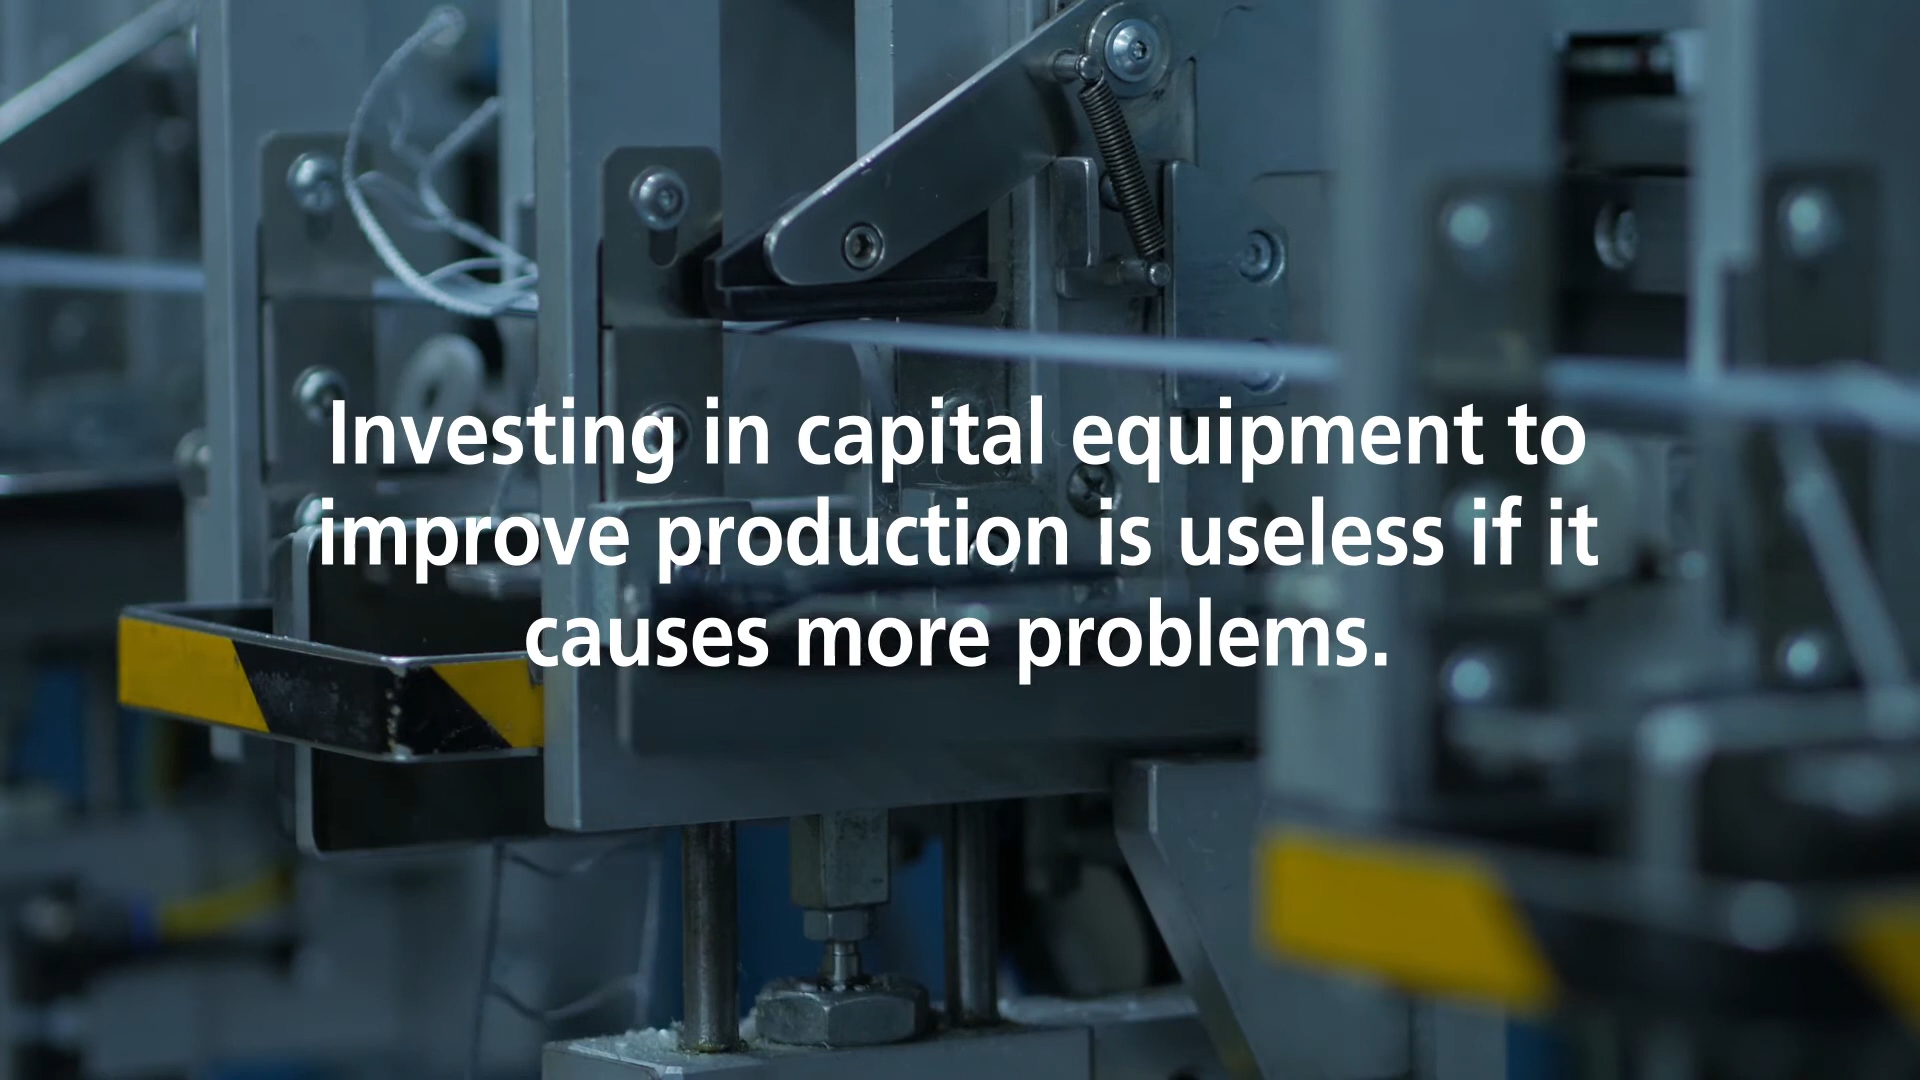 Investing in capital equipment to
improve production is useless if it
causes more problems.